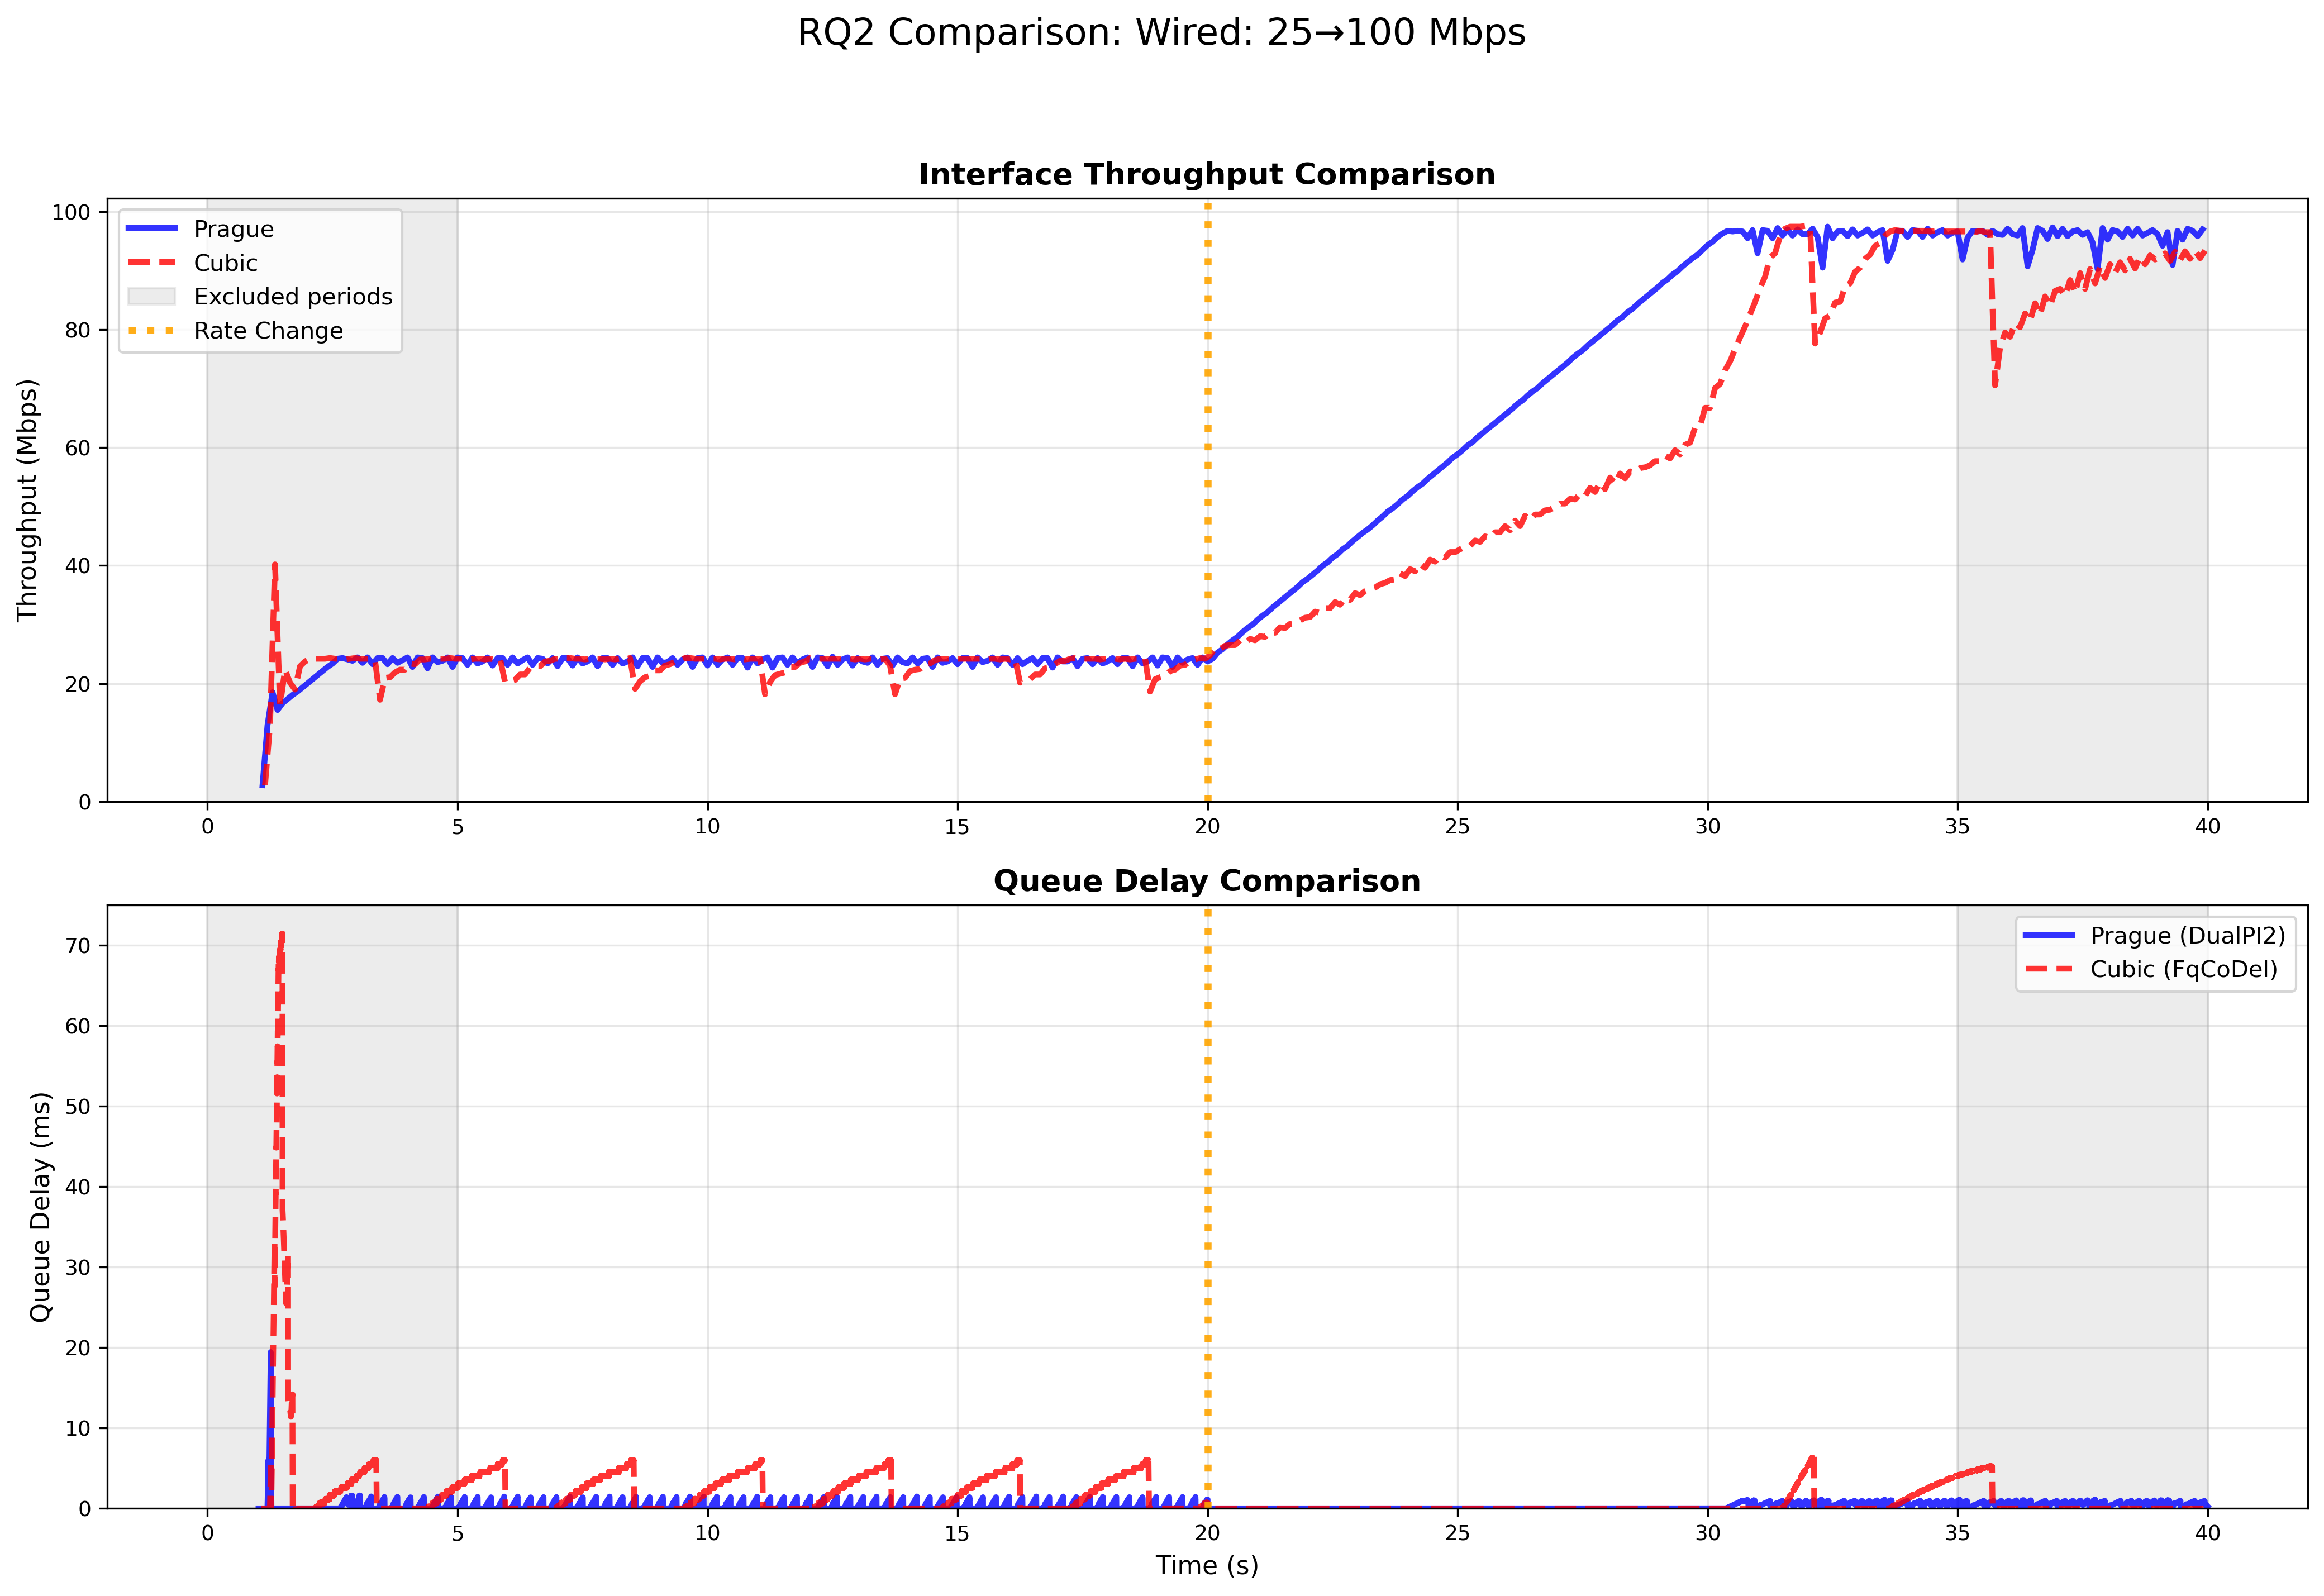 RQ2 Comparison: Wired: 25→100 Mbps
Interface Throughput Comparison
Throughput (Mbps)
100
80
60
40
20
0
Prague
Cubic
Excluded periods
Rate Change
0 5 10 15 20 25 30 35 40
Queue Delay Comparison
Queue Delay (ms)
70
60
50
40
30
20
10
0
Prague (DualPI2)
Cubic (FqCoDel)
0 5 10 15 20 25 30 35 40
Time (s)